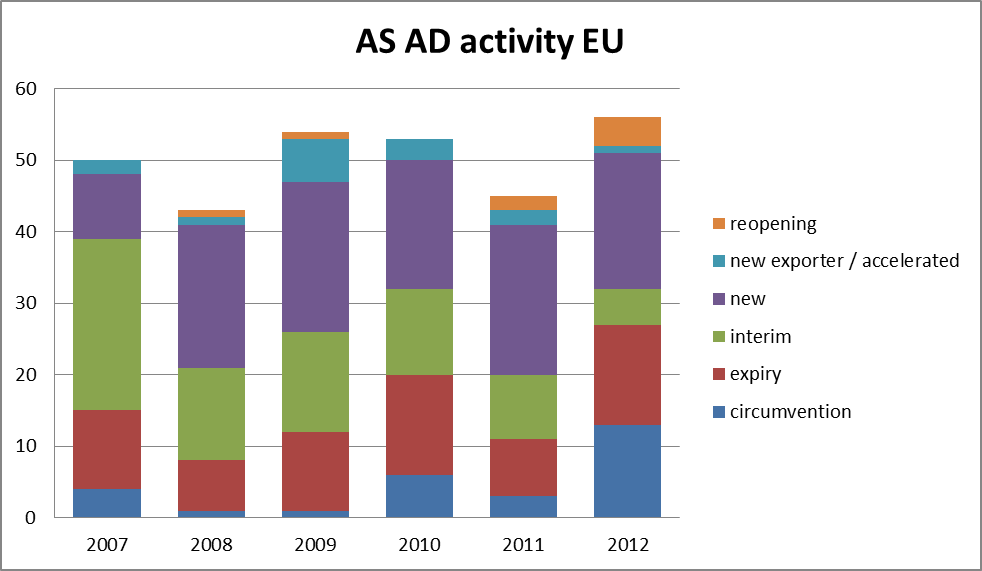 AS AD activity EU
60
50
40
30
20
10
0
2007 2008 2009 2010 2011 2012
reopening
new exporter / accelerated
new
interim
expiry
circumvention